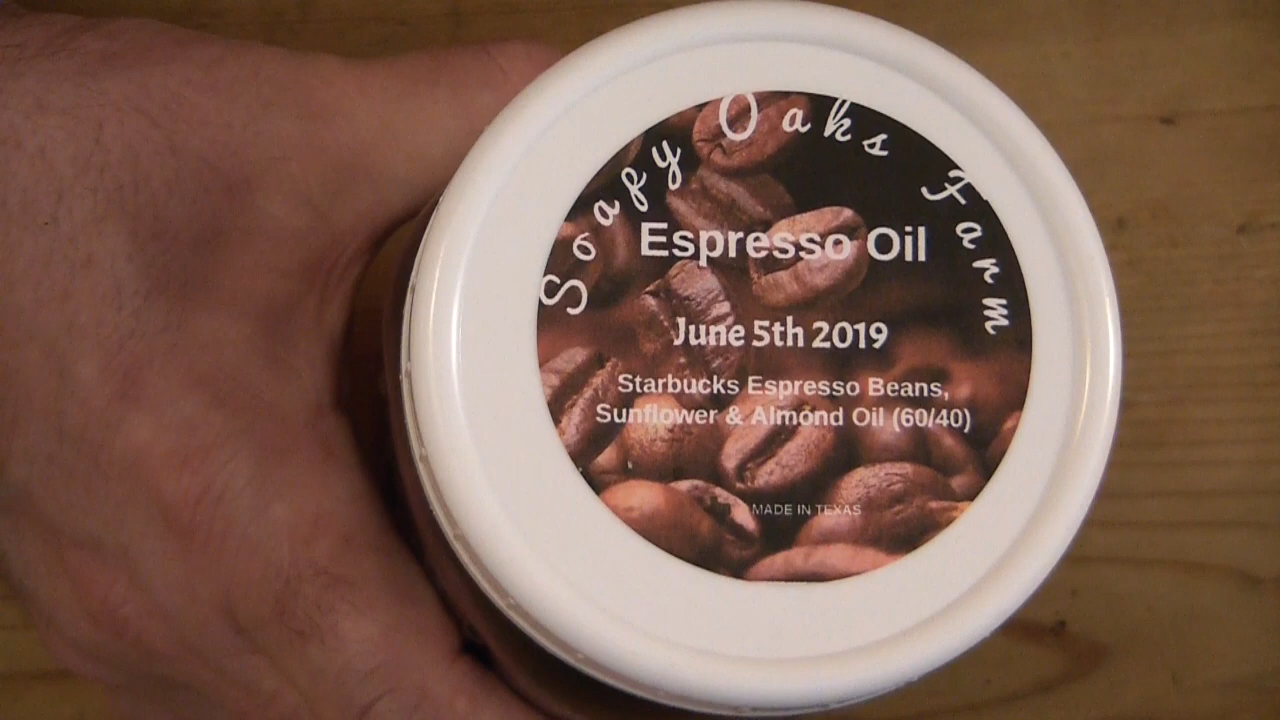 Soapy Oaks Farm
Espresso Oil
June 5th 2019
Starbucks Espresso Beans,
Sunflower & Almond Oil (60/40)
MADE IN TEXAS